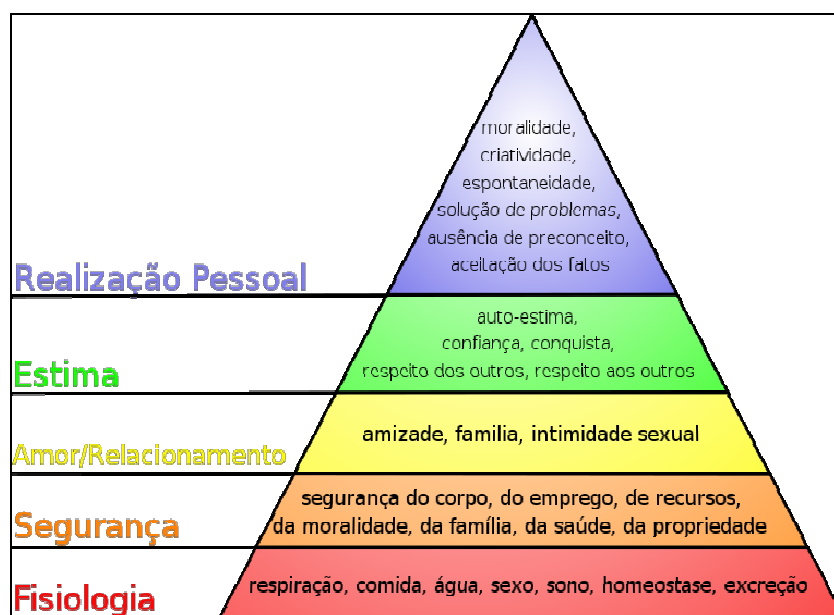 moralidade,
criatividade,
espontaneidade,
solução de problemas,
ausência de preconceito,
aceitação dos fatos
Realização Pessoal
auto-estima,
confiança, conquista,
respeito dos outros, respeito aos outros
Estima
amizade, familia, intimidade sexual
Amor/Relacionamento
segurança do corpo, do emprego, de recursos,
da moralidade, da família, da saúde, da propriedade
Segurança
respiração, comida, água, sexo, sono, homeostase, excreção
Fisiologia